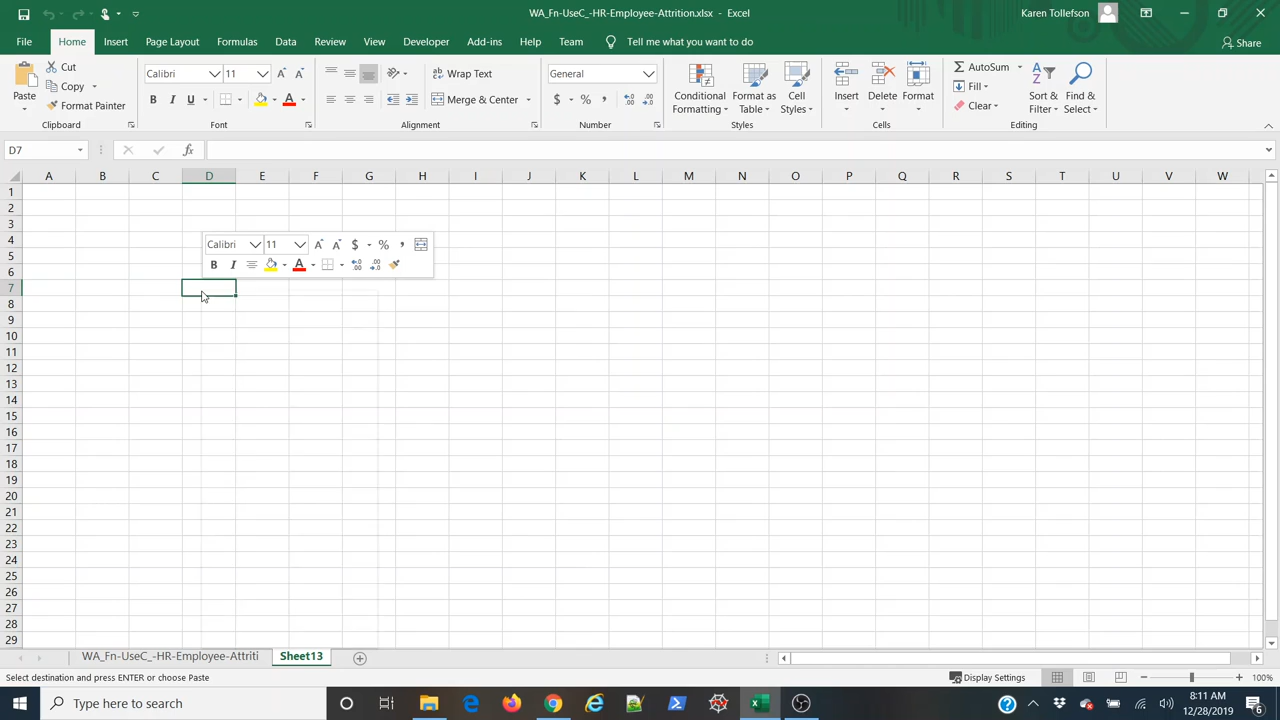 WA_Fn-UseC_-HR-Employee-Attrition.xlsx - Excel
Karen Tollefson
File Home Insert Page Layout Formulas Data Review View Developer Add-ins Help Team Tell me what you want to do Share
Paste Cut Copy Format Painter Clipboard
Calibri 11 B I U A Font
Wrap Text Merge & Center Alignment
General $ % , Number
Conditional Formatting Format as Table Cell Styles Styles
Insert Delete Format Cells
AutoSum Fill Clear Sort & Filter Find & Select Editing
D7 fx
A B C D E F G H I J K L M N O P Q R S T U V W
1
2
3
4
5
6
7
8
9
10
11
12
13
14
15
16
17
18
19
20
21
22
23
24
25
26
27
28
29
Calibri 11 A A $ % ,
B I A
WA_Fn-UseC_-HR-Employee-Attriti Sheet13
Select destination and press ENTER or choose Paste Display Settings 100%
Type here to search
8:11 AM
12/28/2019
6